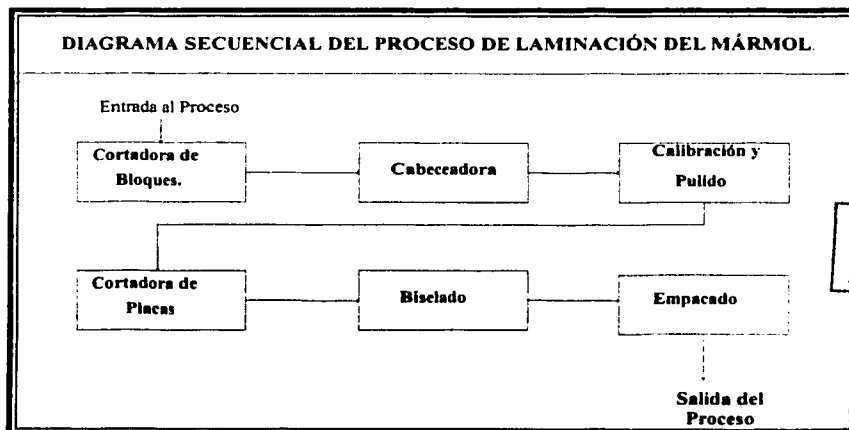 DIAGRAMA SECUENCIAL DEL PROCESO DE LAMINACIÓN DEL MÁRMOL.
Entrada al Proceso
Cortadora de
Bloques.
Cabeceadora
Calibración y
Pulido
Cortadora de
Placas
Biselado
Empacado
Salida del
Proceso